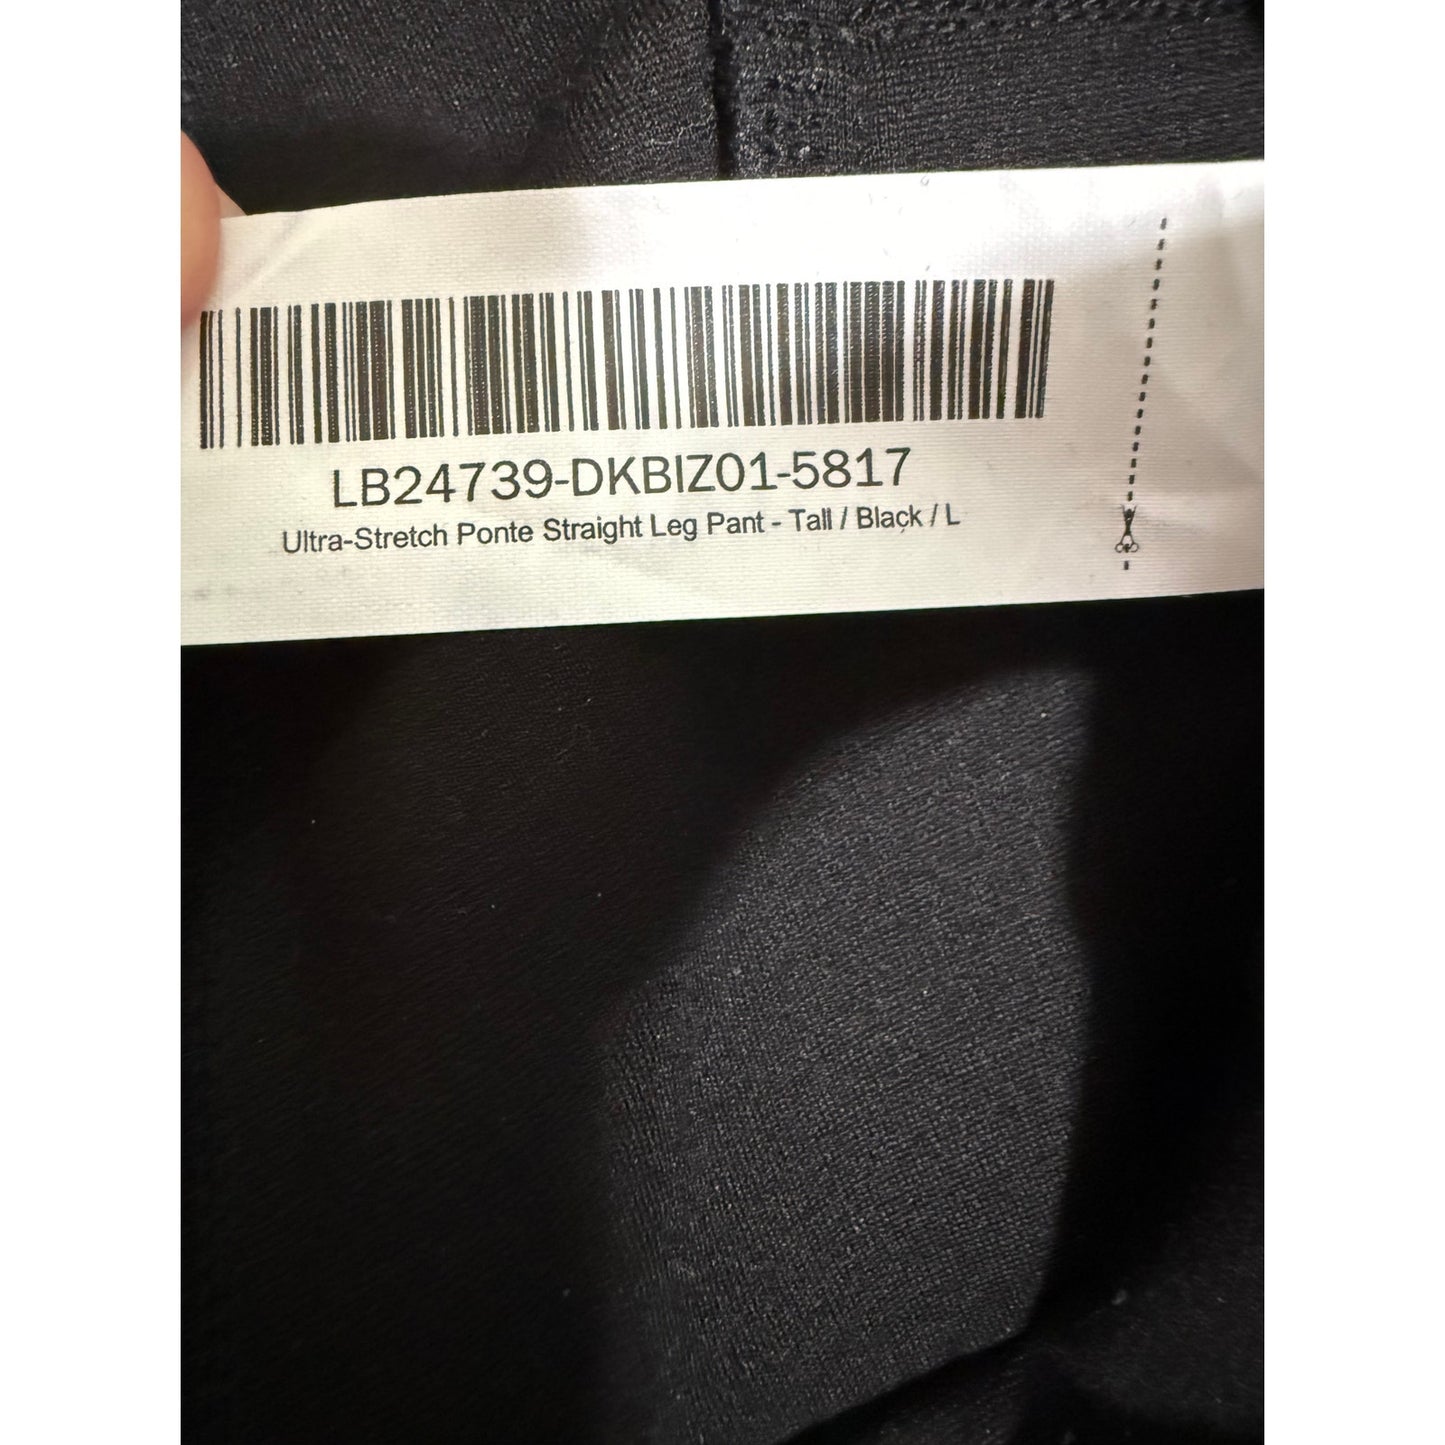 LB24739-DKBIZ01-5817
Ultra-Stretch Ponte Straight Leg Pant - Tall / Black / L